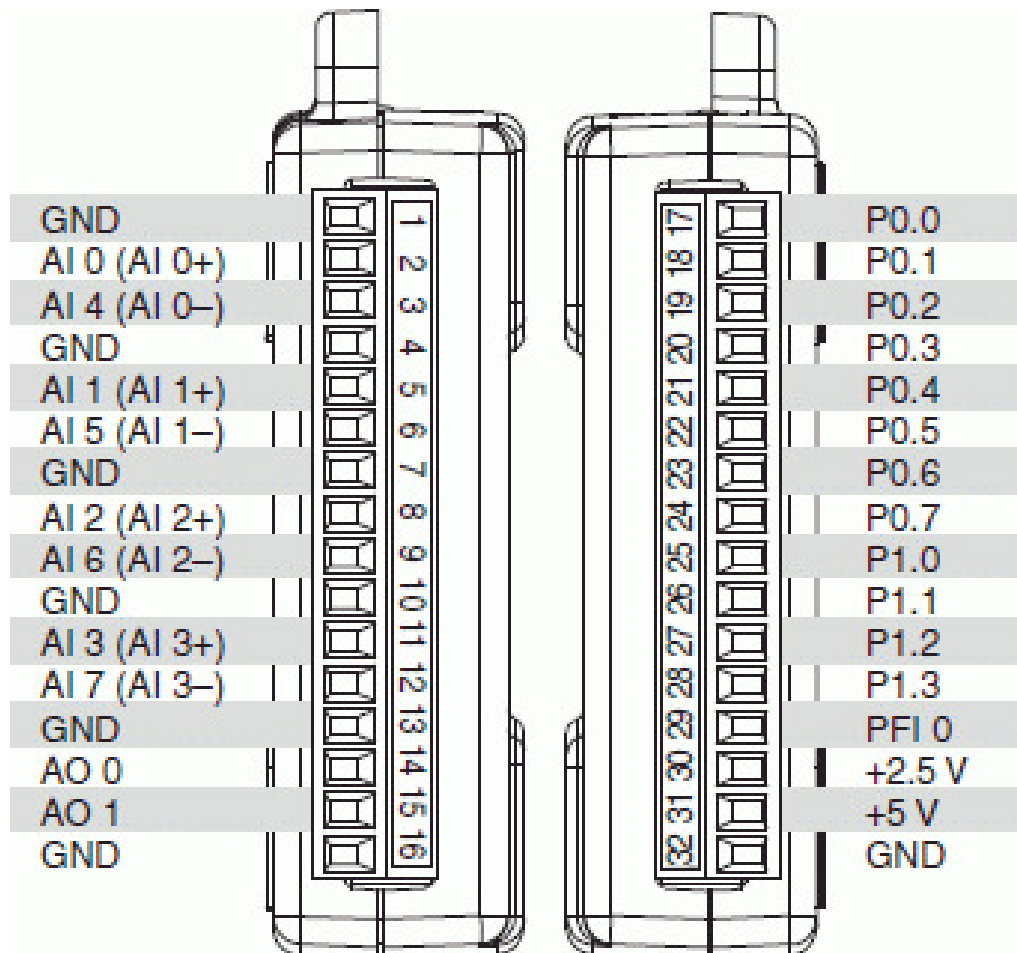 GND 1
AI 0 (AI 0+) 2
AI 4 (AI 0–) 3
GND 4
AI 1 (AI 1+) 5
AI 5 (AI 1–) 6
GND 7
AI 2 (AI 2+) 8
AI 6 (AI 2–) 9
GND 10
AI 3 (AI 3+) 11
AI 7 (AI 3–) 12
GND 13
AO 0 14
AO 1 15
GND 16
17 P0.0
18 P0.1
19 P0.2
20 P0.3
21 P0.4
22 P0.5
23 P0.6
24 P0.7
25 P1.0
26 P1.1
27 P1.2
28 P1.3
29 PFI 0
30 +2.5 V
31 +5 V
32 GND